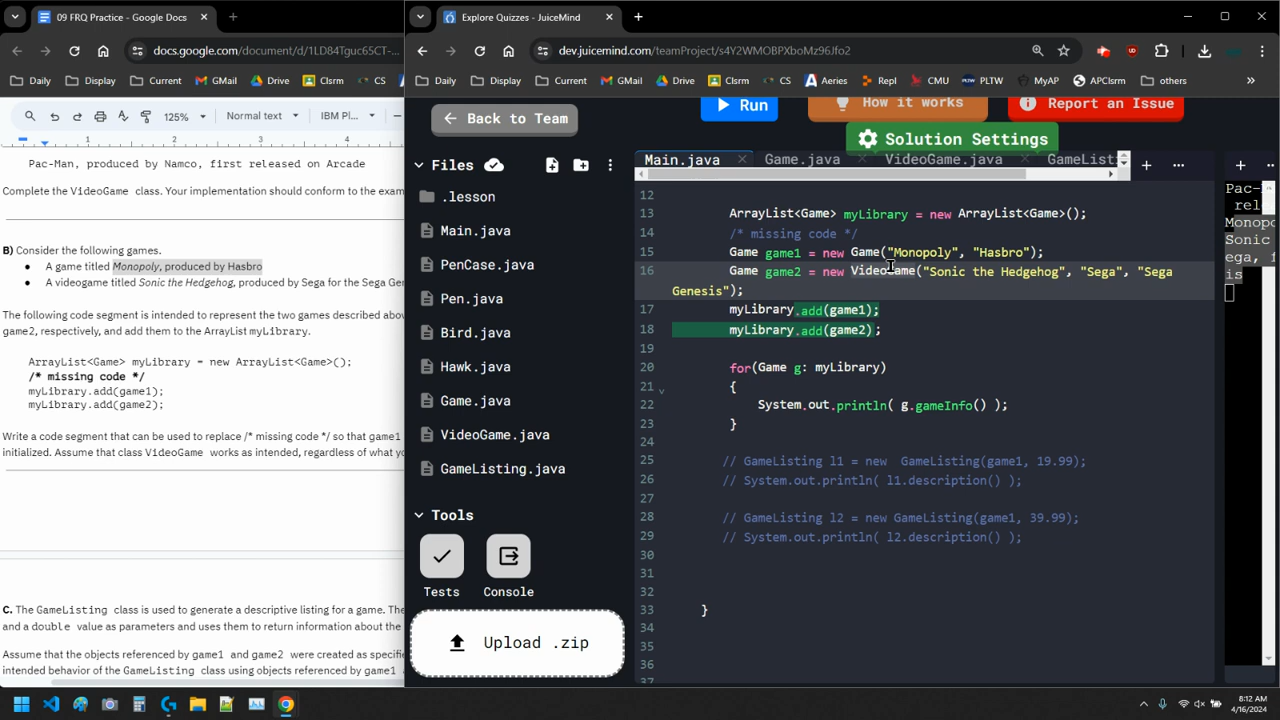 09 FRQ Practice - Google Docs
Explore Quizzes - JuiceMind
docs.google.com/document/d/1LD84Tguc65CT-
dev.juicemind.com/teamProject/s4Y2WMOBPXboMz96Jfo2
Daily Display Current GMail Drive Clsrm CS
Daily Display Current GMail Drive Clsrm CS Aeries Repl CMU PLTW MyAP APClsrm others
125% Normal text IBM Pl...
1 2 3
Pac-Man, produced by Namco, first released on Arcade
Complete the VideoGame class. Your implementation should conform to the exam
B) Consider the following games.
● A game titled Monopoly, produced by Hasbro
● A videogame titled Sonic the Hedgehog, produced by Sega for the Sega Gen
The following code segment is intended to represent the two games described abov
game2, respectively, and add them to the ArrayList myLibrary.
ArrayList<Game> myLibrary = new ArrayList<Game>();
/* missing code */
myLibrary.add(game1);
myLibrary.add(game2);
Write a code segment that can be used to replace /* missing code */ so that game1
initialized. Assume that class VideoGame works as intended, regardless of what yo
C. The GameListing class is used to generate a descriptive listing for a game. The
and a double value as parameters and uses them to return information about the
Assume that the objects referenced by game1 and game2 were created as specifie
intended behavior of the GameListing class using objects referenced by game1
Back to Team
Run
How it works
Report an Issue
Solution Settings
Files
.lesson
Main.java
PenCase.java
Pen.java
Bird.java
Hawk.java
Game.java
VideoGame.java
GameListing.java
Tools
Tests Console
Upload .zip
Main.java Game.java VideoGame.java GameListi
12
13 ArrayList<Game> myLibrary = new ArrayList<Game>();
14 /* missing code */
15 Game game1 = new Game("Monopoly", "Hasbro");
16 Game game2 = new VideoGame("Sonic the Hedgehog", "Sega", "Sega
Genesis");
17 myLibrary.add(game1);
18 myLibrary.add(game2);
19
20 for(Game g: myLibrary)
21 {
22 System.out.println( g.gameInfo() );
23 }
24
25 // GameListing l1 = new  GameListing(game1, 19.99);
26 // System.out.println( l1.description() );
27
28 // GameListing l2 = new GameListing(game1, 39.99);
29 // System.out.println( l2.description() );
30
31
32
33 }
34
35
36
37
Pac-M
rel
Monopo
Sonic
ega, f
is
8:12 AM
4/16/2024